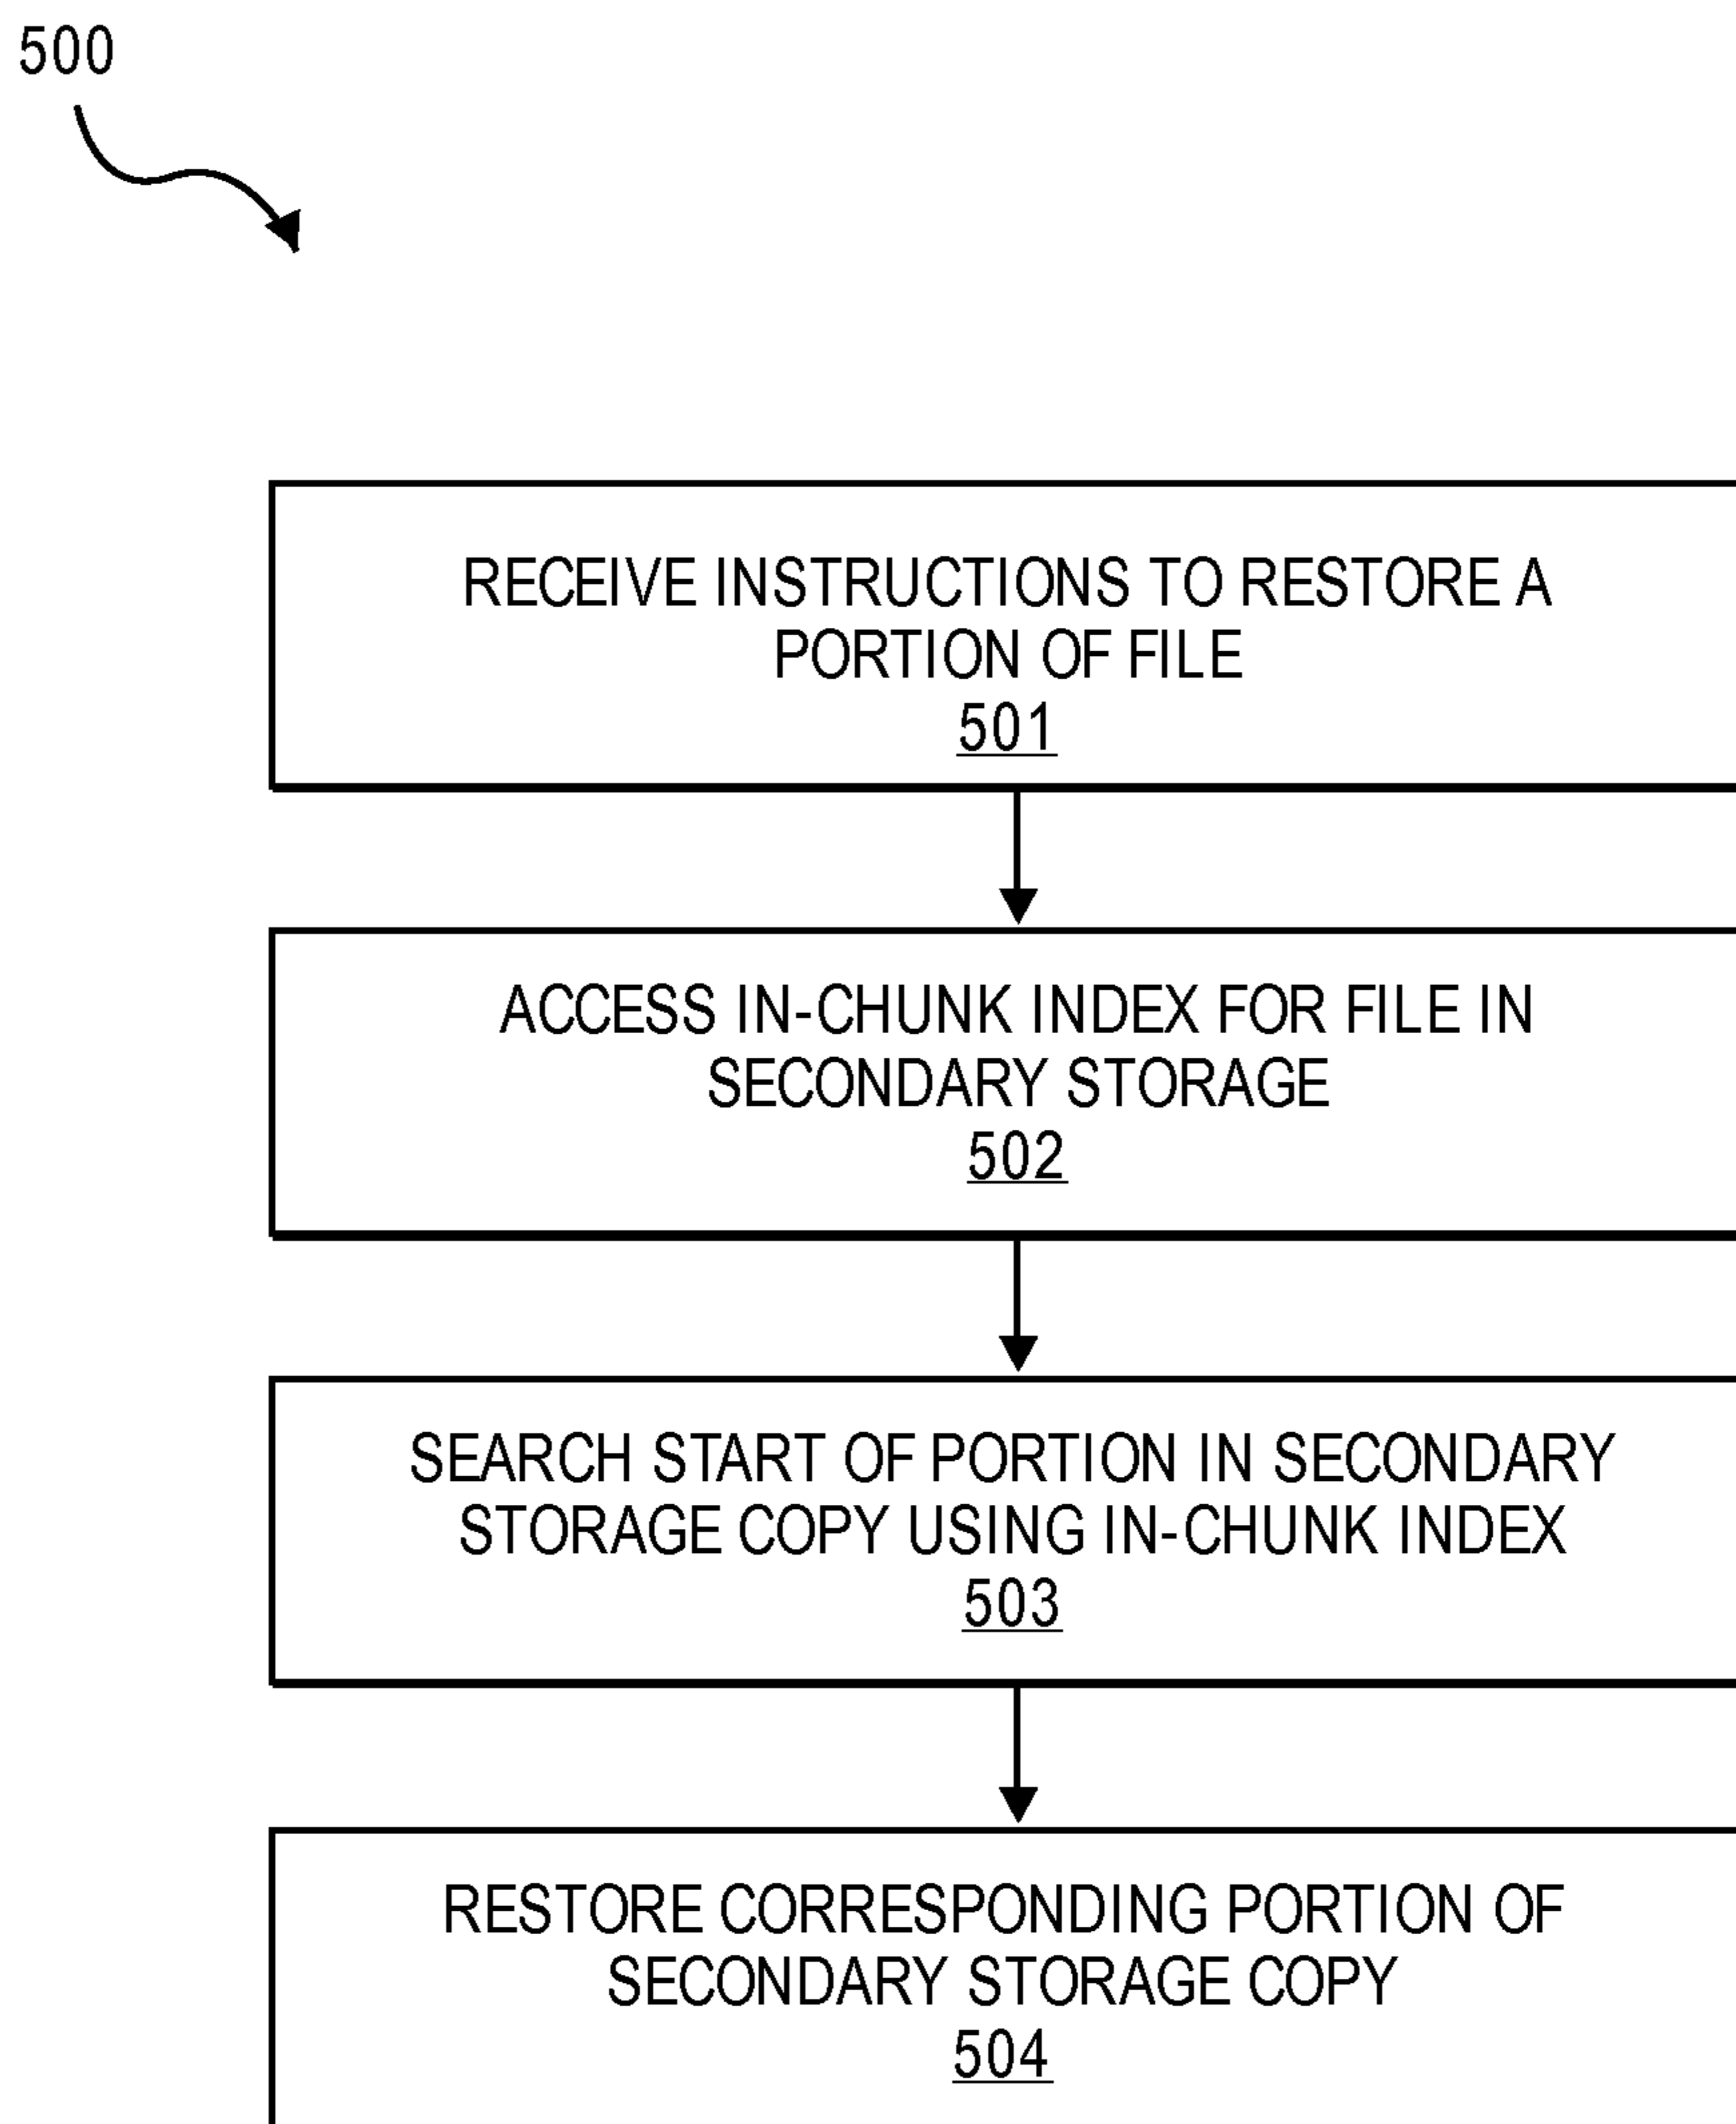 500
RECEIVE INSTRUCTIONS TO RESTORE A
PORTION OF FILE
501
ACCESS IN-CHUNK INDEX FOR FILE IN
SECONDARY STORAGE
502
SEARCH START OF PORTION IN SECONDARY
STORAGE COPY USING IN-CHUNK INDEX
503
RESTORE CORRESPONDING PORTION OF
SECONDARY STORAGE COPY
504